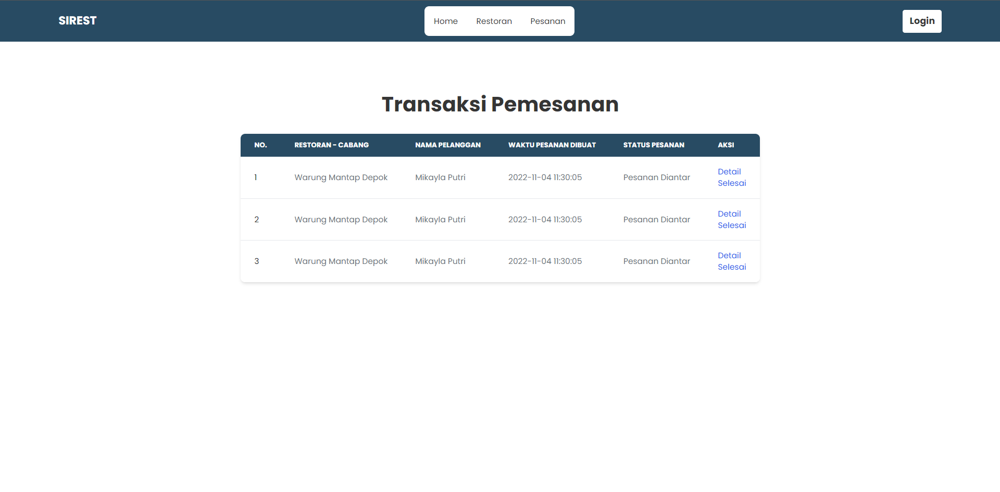 SIREST Home Restoran Pesanan Login
Transaksi Pemesanan
NO. RESTORAN - CABANG NAMA PELANGGAN WAKTU PESANAN DIBUAT STATUS PESANAN AKSI
1 Warung Mantap Depok Mikayla Putri 2022-11-04 11:30:05 Pesanan Diantar Detail
Selesai
2 Warung Mantap Depok Mikayla Putri 2022-11-04 11:30:05 Pesanan Diantar Detail
Selesai
3 Warung Mantap Depok Mikayla Putri 2022-11-04 11:30:05 Pesanan Diantar Detail
Selesai